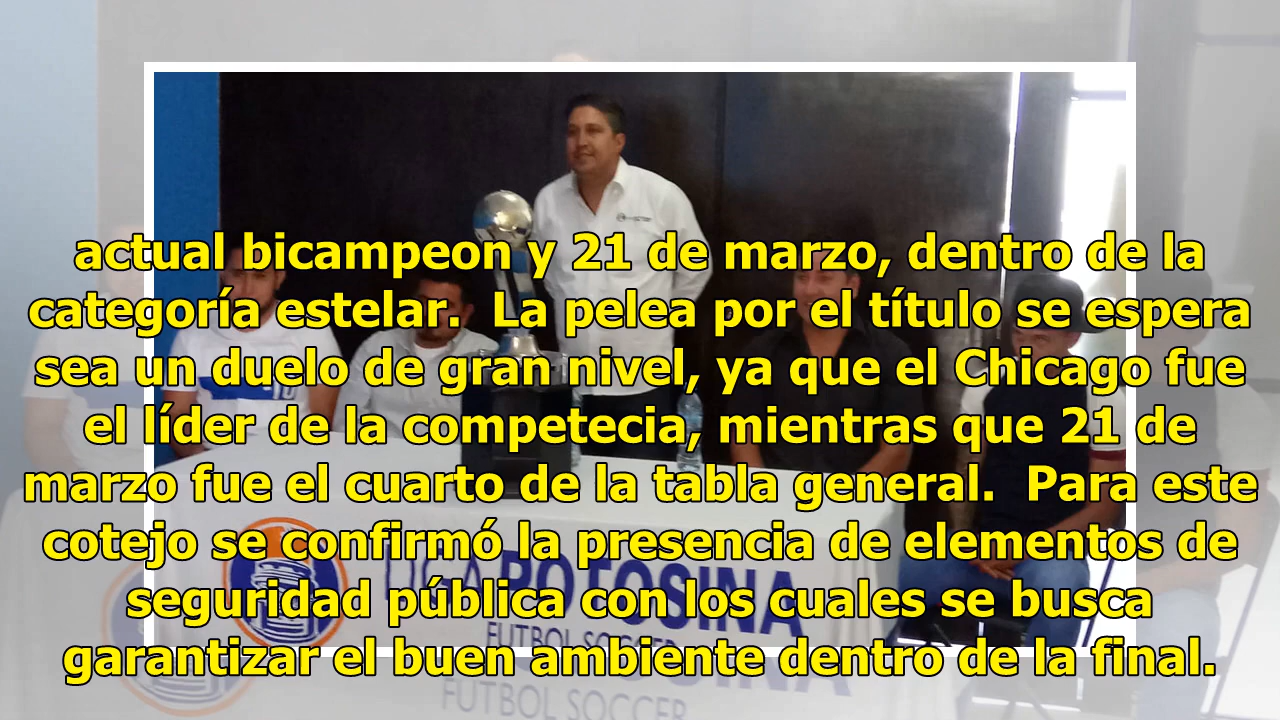 actual bicampeon y 21 de marzo, dentro de la
categoría estelar.  La pelea por el título se espera
sea un duelo de gran nivel, ya que el Chicago fue
el líder de la competecia, mientras que 21 de
marzo fue el cuarto de la tabla general.  Para este
cotejo se confirmó la presencia de elementos de
seguridad pública con los cuales se busca
garantizar el buen ambiente dentro de la final.
LIGA POTOSINA
FUTBOL SOCCER
FUTBOL SOCCER